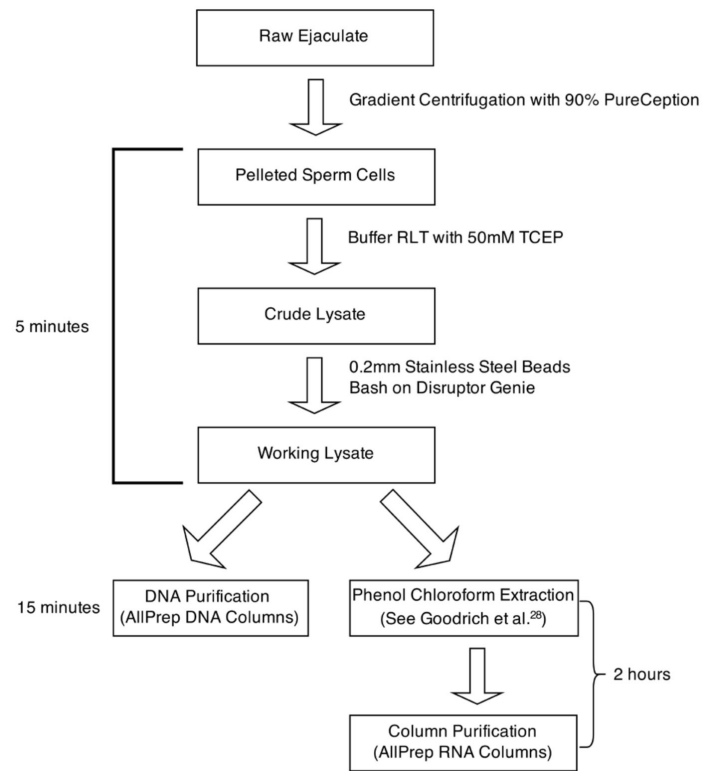 Raw Ejaculate
Gradient Centrifugation with 90% PureCeption
Pelleted Sperm Cells
Buffer RLT with 50mM TCEP
Crude Lysate
5 minutes
0.2mm Stainless Steel Beads
Bash on Disruptor Genie
Working Lysate
15 minutes
DNA Purification
(AllPrep DNA Columns)
Phenol Chloroform Extraction
(See Goodrich et al.²⁸)
2 hours
Column Purification
(AllPrep RNA Columns)